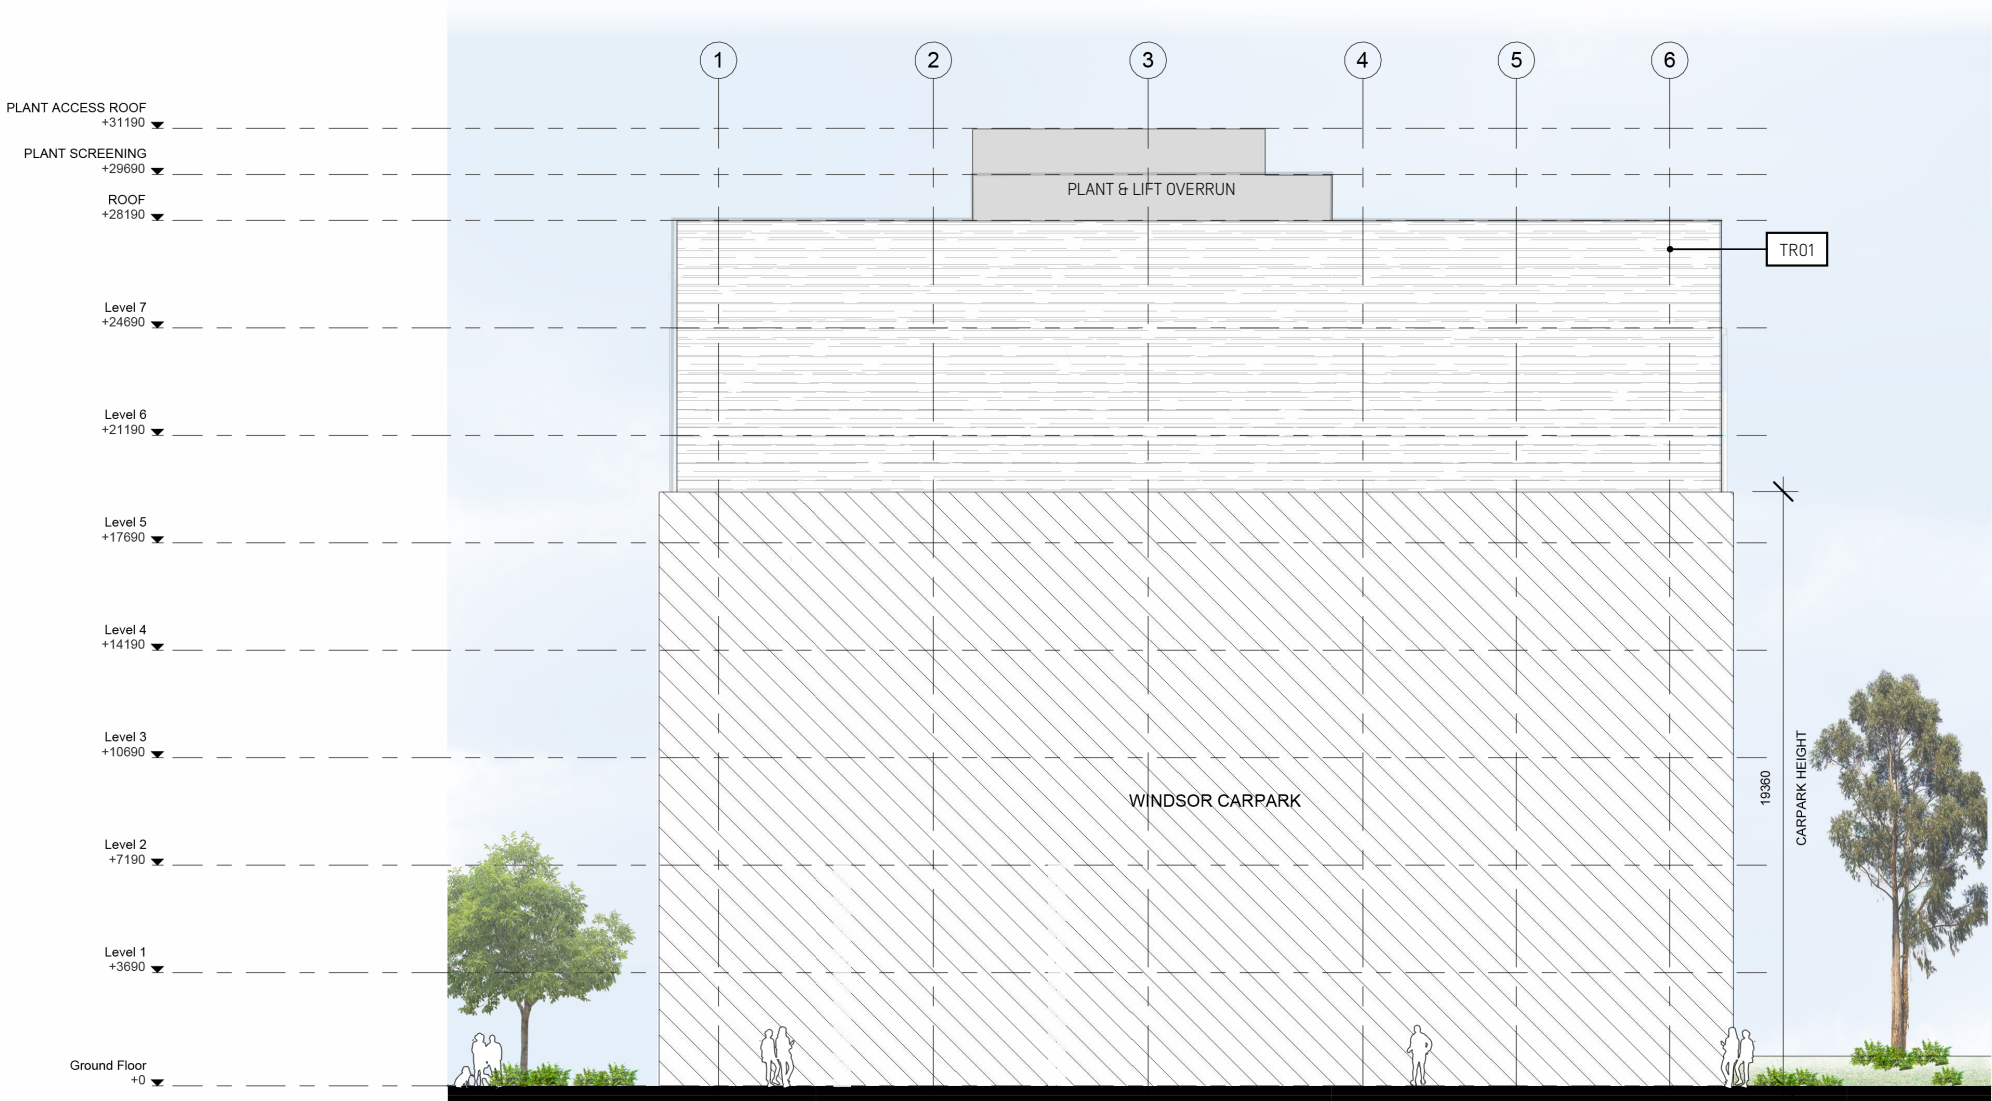 1 2 3 4 5 6
PLANT ACCESS ROOF
+31190
PLANT SCREENING
+29690
PLANT & LIFT OVERRUN
ROOF
+28190
TR01
Level 7
+24690
Level 6
+21190
Level 5
+17690
Level 4
+14190
Level 3
+10690
WINDSOR CARPARK
19360
CARPARK HEIGHT
Level 2
+7190
Level 1
+3690
Ground Floor
+0